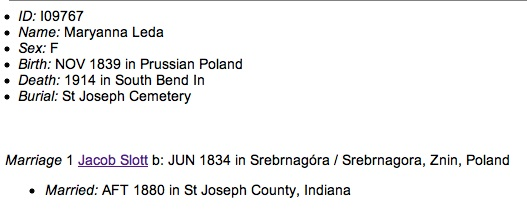 ID: I09767
Name: Maryanna Leda
Sex: F
Birth: NOV 1839 in Prussian Poland
Death: 1914 in South Bend In
Burial: St Joseph Cemetery
Marriage 1 Jacob Slott b: JUN 1834 in Srebrnagóra / Srebrnagora, Znin, Poland
Married: AFT 1880 in St Joseph County, Indiana